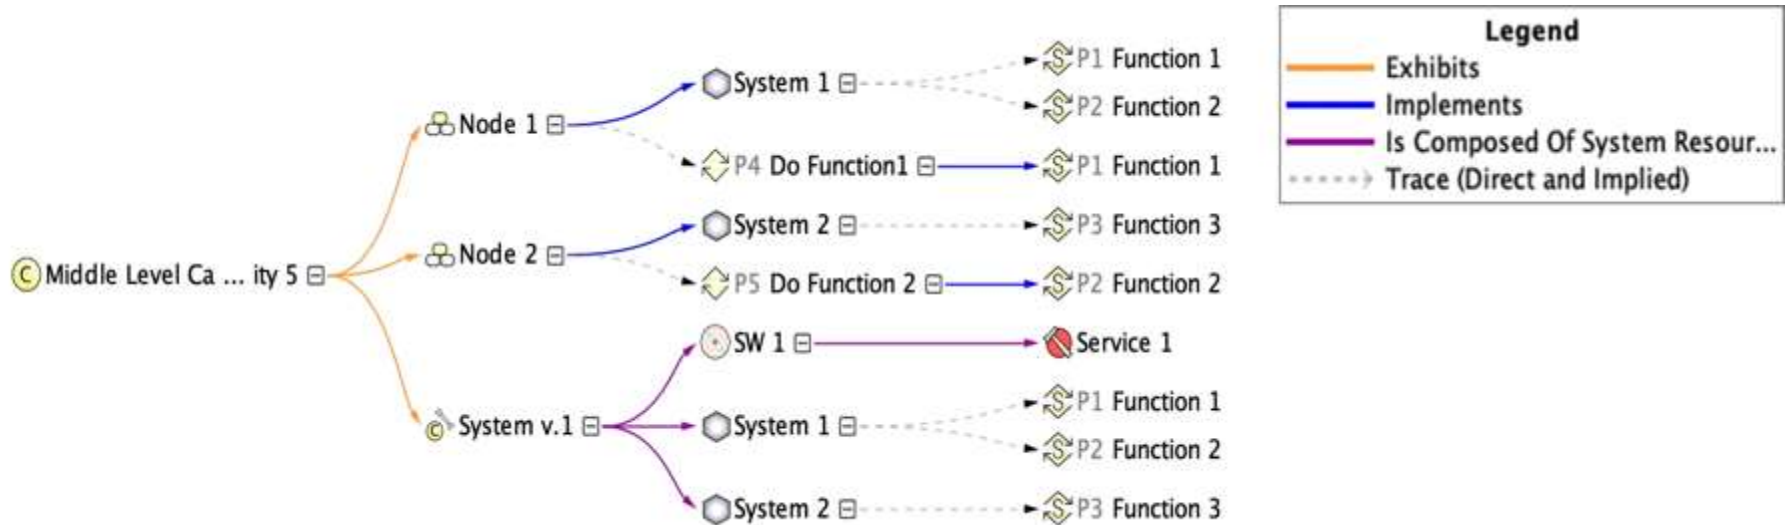 Legend
Exhibits
Implements
Is Composed Of System Resour...
Trace (Direct and Implied)
C Middle Level Ca ... ity 5
Node 1
System 1
S P1 Function 1
S P2 Function 2
P4 Do Function1
S P1 Function 1
Node 2
System 2
S P3 Function 3
P5 Do Function 2
S P2 Function 2
C System v.1
SW 1
Service 1
System 1
S P1 Function 1
S P2 Function 2
System 2
S P3 Function 3